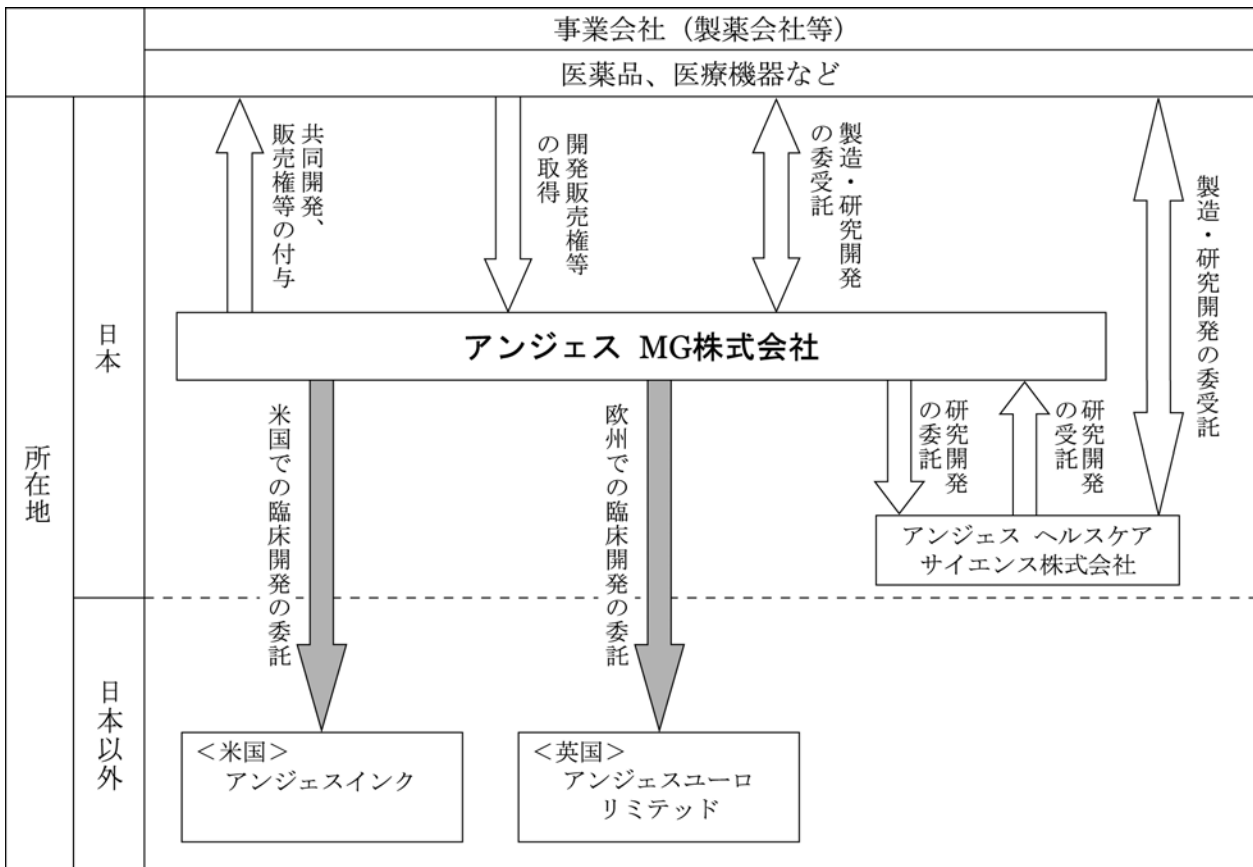 事業会社（製薬会社等）
医薬品、医療機器など
所在地
日本
共同開発、
販売権等の付与
開発販売権等
の取得
製造・研究開発
の委受託
製造・研究開発の委受託
アンジェス MG株式会社
米国での臨床開発の委託
欧州での臨床開発の委託
研究開発
の委託
研究開発
の受託
アンジェス ヘルスケア
サイエンス株式会社
日本以外
＜米国＞
アンジェスインク
＜英国＞
アンジェスユーロ
リミテッド